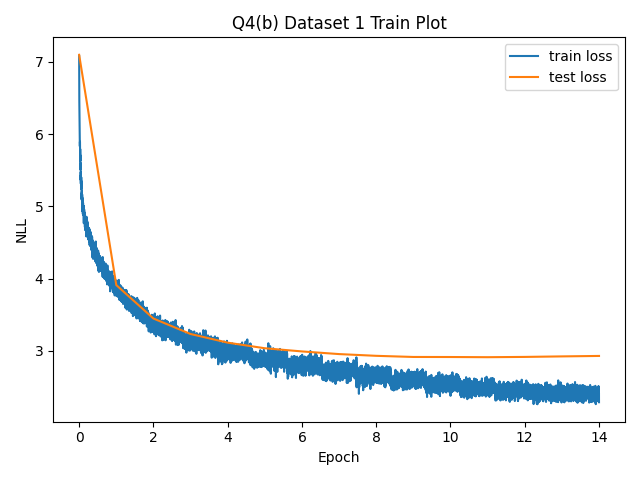 Q4(b) Dataset 1 Train Plot
train loss
test loss
NLL
7
6
5
4
3
0 2 4 6 8 10 12 14
Epoch